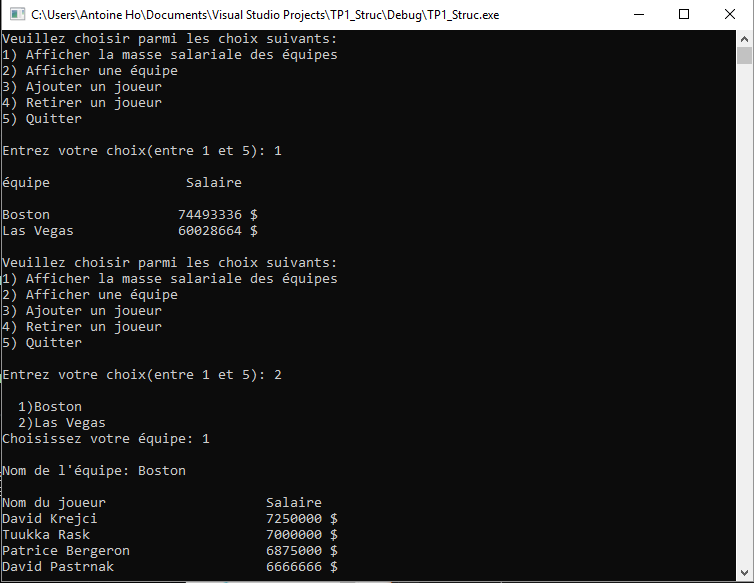 C:\Users\Antoine Ho\Documents\Visual Studio Projects\TP1_Struc\Debug\TP1_Struc.exe
Veuillez choisir parmi les choix suivants:
1) Afficher la masse salariale des équipes
2) Afficher une équipe
3) Ajouter un joueur
4) Retirer un joueur
5) Quitter
Entrez votre choix(entre 1 et 5): 1
équipe Salaire
Boston 74493336 $
Las Vegas 60028664 $
Veuillez choisir parmi les choix suivants:
1) Afficher la masse salariale des équipes
2) Afficher une équipe
3) Ajouter un joueur
4) Retirer un joueur
5) Quitter
Entrez votre choix(entre 1 et 5): 2
1)Boston
2)Las Vegas
Choisissez votre équipe: 1
Nom de l'équipe: Boston
Nom du joueur Salaire
David Krejci 7250000 $
Tuukka Rask 7000000 $
Patrice Bergeron 6875000 $
David Pastrnak 6666666 $